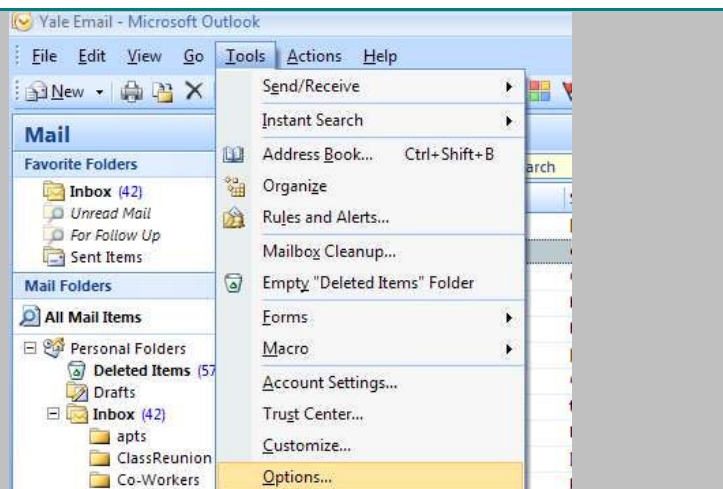 Yale Email - Microsoft Outlook
File Edit View Go Tools Actions Help
New
Send/Receive
Instant Search
Address Book... Ctrl+Shift+B
Organize
Rules and Alerts...
Mailbox Cleanup...
Empty "Deleted Items" Folder
Forms
Macro
Account Settings...
Trust Center...
Customize...
Options...
Mail
Favorite Folders
Inbox (42)
Unread Mail
For Follow Up
Sent Items
Mail Folders
All Mail Items
Personal Folders
Deleted Items (57
Drafts
Inbox (42)
apts
ClassReunion
Co-Workers
arch